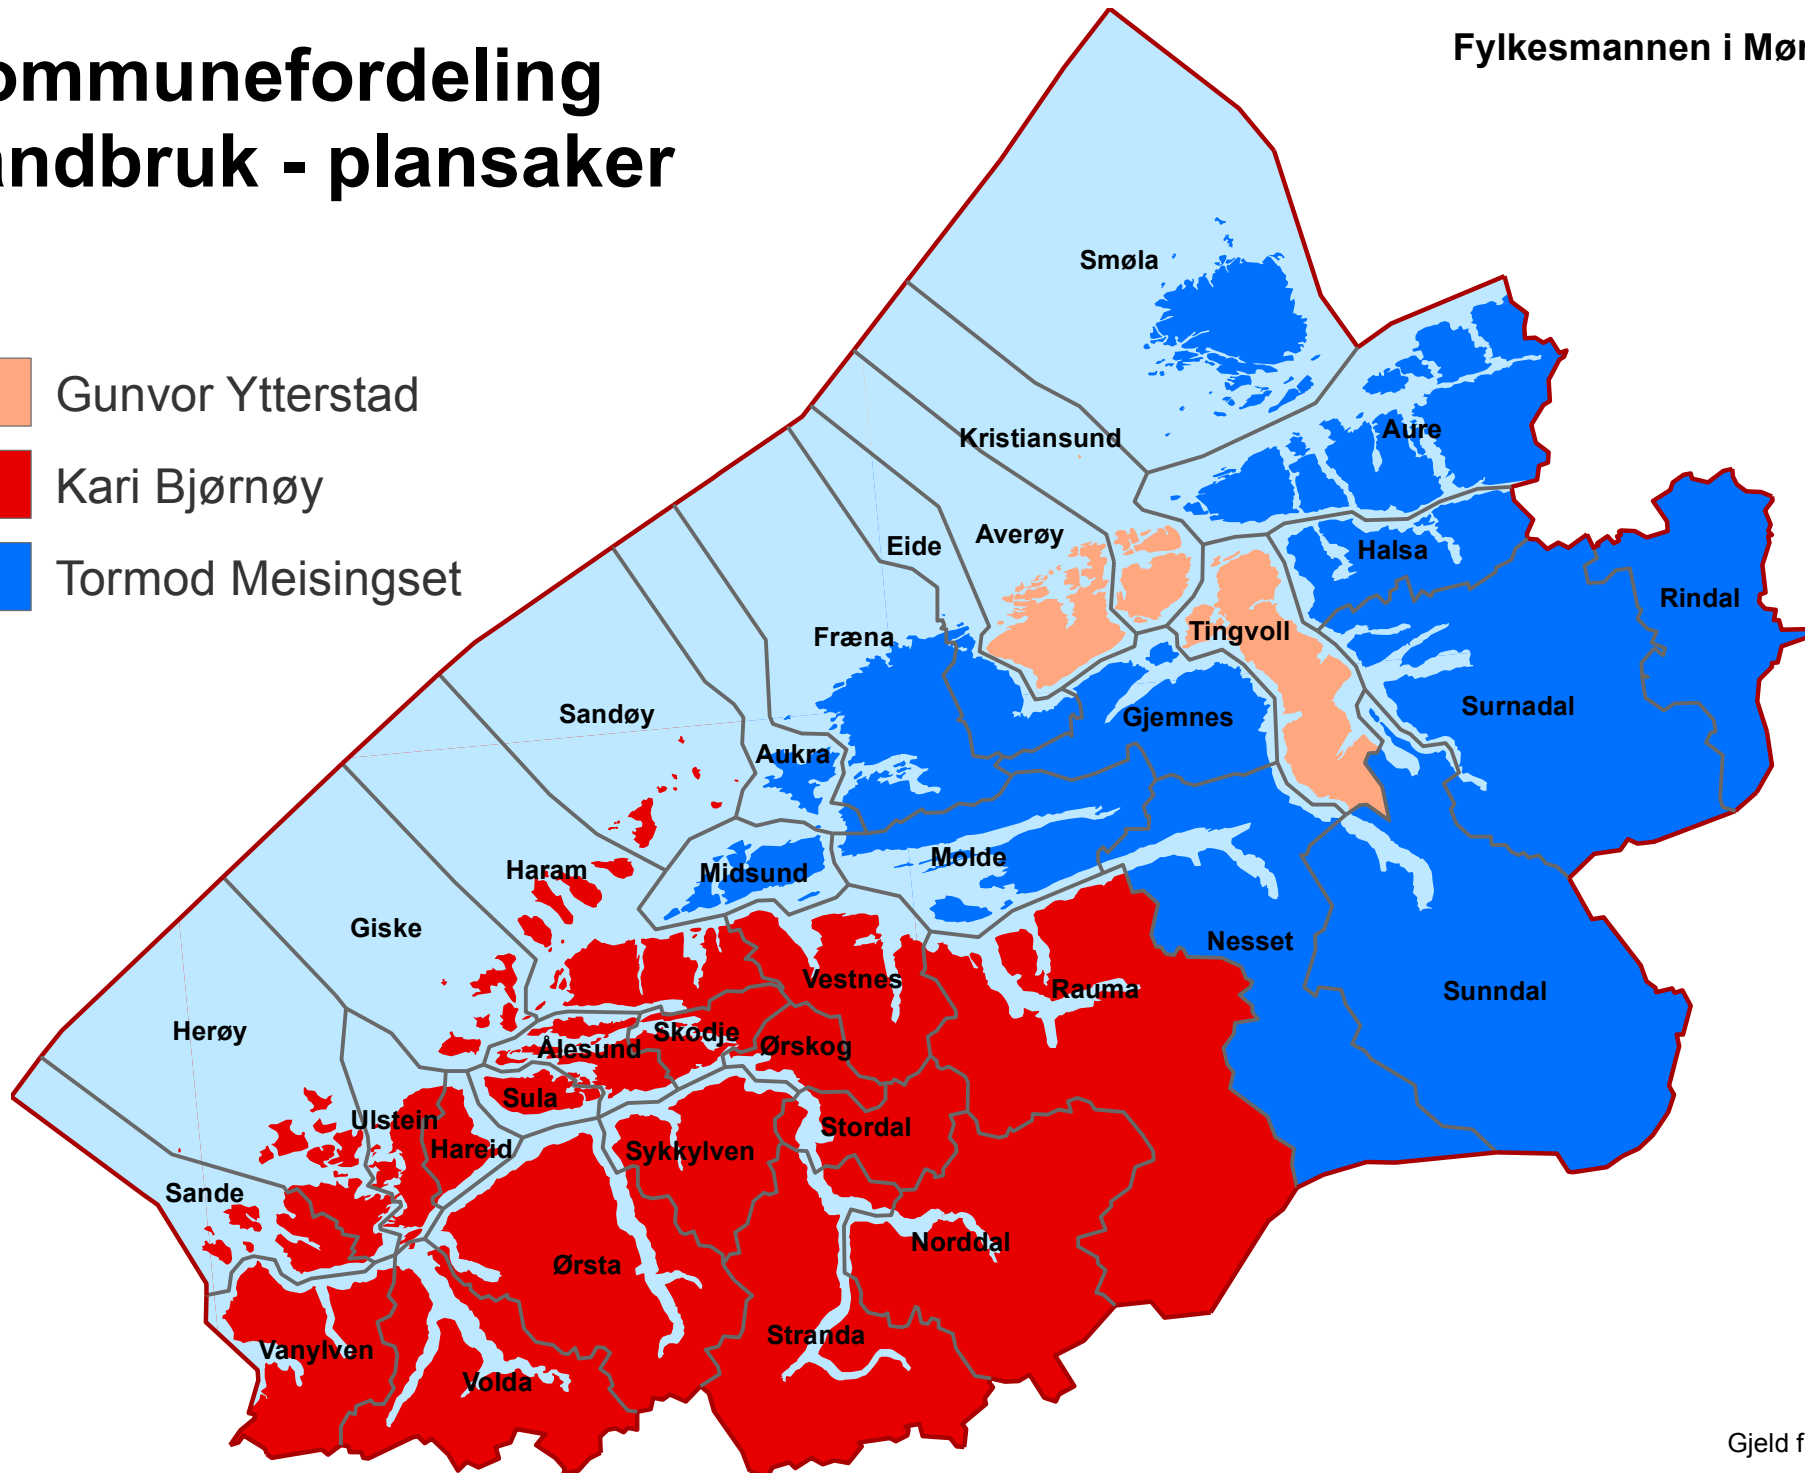 ommunefordeling
andbruk - plansaker
Fylkesmannen i Mør
Gunvor Ytterstad
Kari Bjørnøy
Tormod Meisingset
Smøla
Kristiansund
Aure
Averøy
Eide
Halsa
Rindal
Tingvoll
Fræna
Surnadal
Sandøy
Gjemnes
Aukra
Molde
Midsund
Haram
Giske
Nesset
Vestnes
Rauma
Sunndal
Herøy
Skodje
Ørskog
Ålesund
Sula
Ulstein
Stordal
Hareid
Sykkylven
Sande
Norddal
Ørsta
Stranda
Vanylven
Volda
Gjeld f